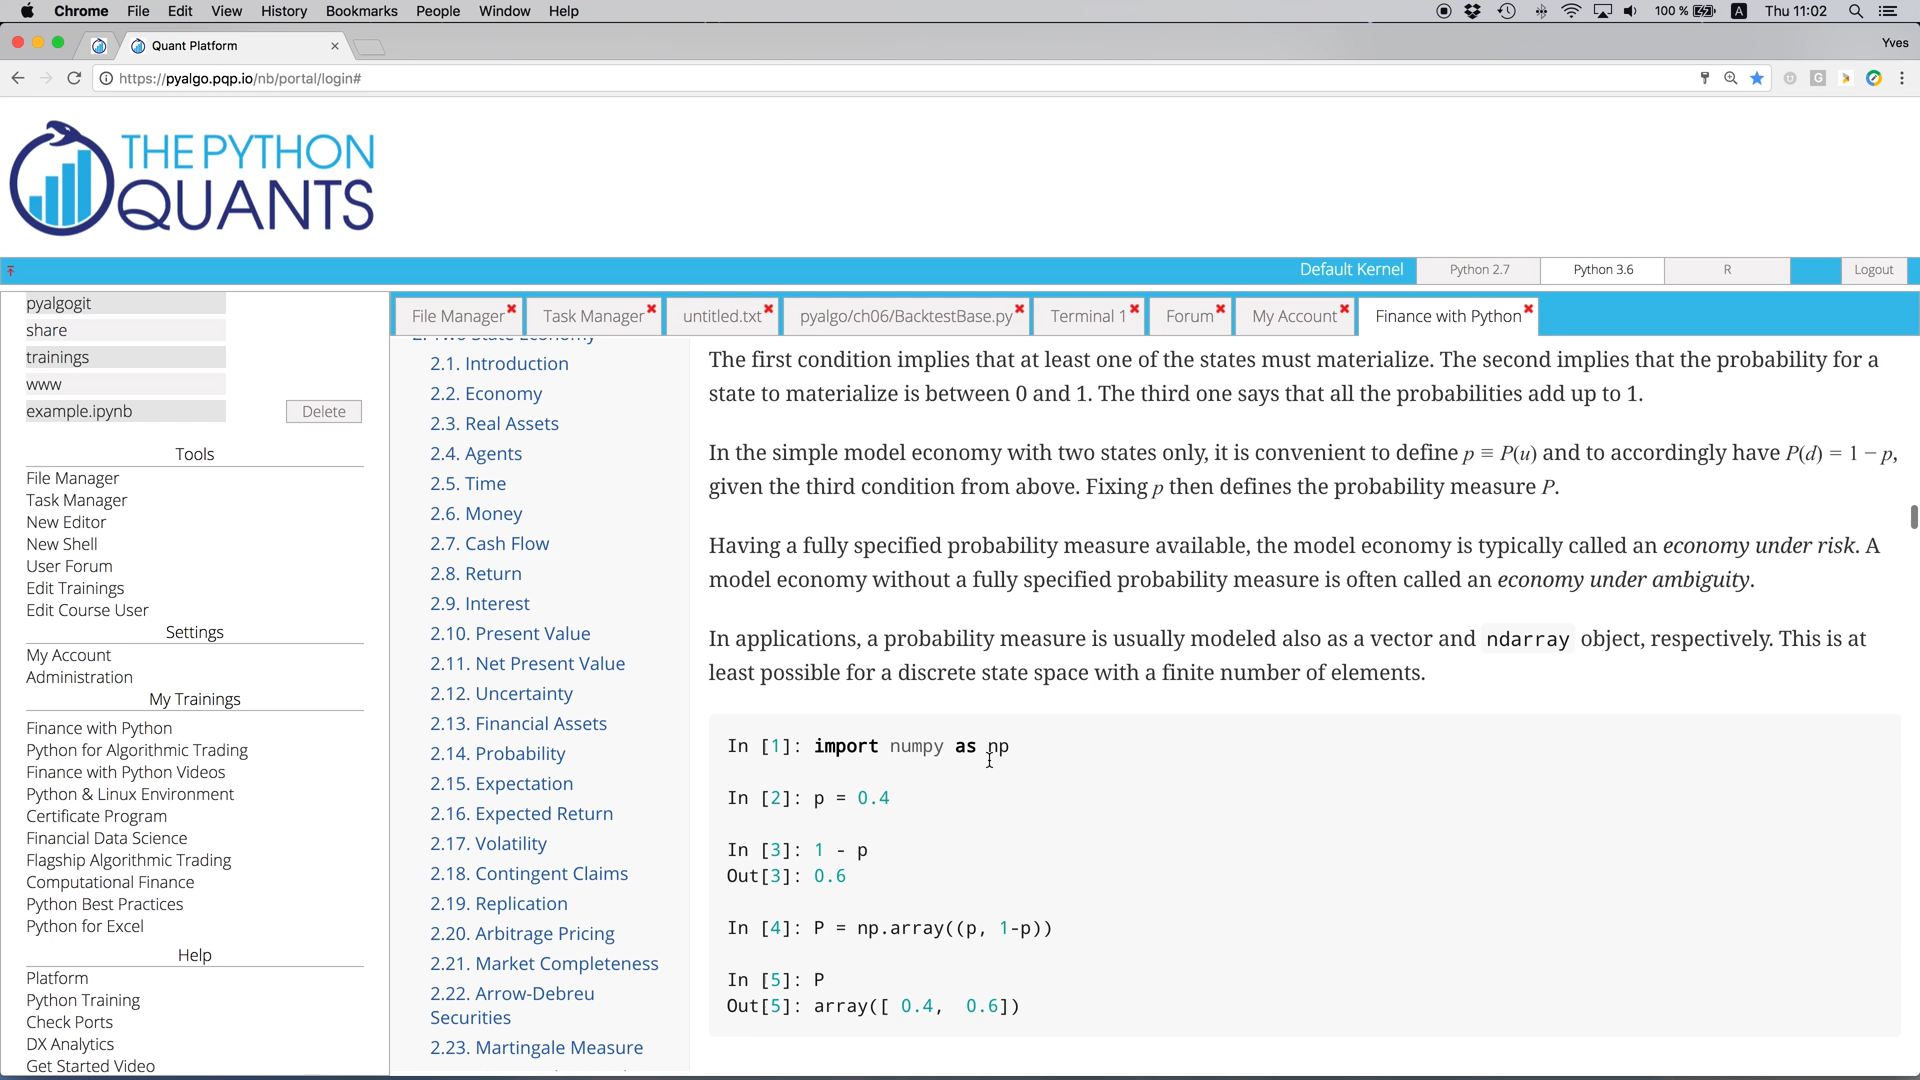 Chrome File Edit View History Bookmarks People Window Help
100 % A Thu 11:02
Quant Platform
Yves
https://pyalgo.pqp.io/nb/portal/login#
G
THE PYTHON
QUANTS
Default Kernel Python 2.7 Python 3.6 R Logout
File Manager Task Manager untitled.txt pyalgo/ch06/BacktestBase.py Terminal 1 Forum My Account Finance with Python
pyalgogit
share
trainings
www
example.ipynb Delete
Tools
File Manager
Task Manager
New Editor
New Shell
User Forum
Edit Trainings
Edit Course User
Settings
My Account
Administration
My Trainings
Finance with Python
Python for Algorithmic Trading
Finance with Python Videos
Python & Linux Environment
Certificate Program
Financial Data Science
Flagship Algorithmic Trading
Computational Finance
Python Best Practices
Python for Excel
Help
Platform
Python Training
Check Ports
DX Analytics
Get Started Video
2. Two State Economy
2.1. Introduction
2.2. Economy
2.3. Real Assets
2.4. Agents
2.5. Time
2.6. Money
2.7. Cash Flow
2.8. Return
2.9. Interest
2.10. Present Value
2.11. Net Present Value
2.12. Uncertainty
2.13. Financial Assets
2.14. Probability
2.15. Expectation
2.16. Expected Return
2.17. Volatility
2.18. Contingent Claims
2.19. Replication
2.20. Arbitrage Pricing
2.21. Market Completeness
2.22. Arrow-Debreu
Securities
2.23. Martingale Measure
The first condition implies that at least one of the states must materialize. The second implies that the probability for a
state to materialize is between 0 and 1. The third one says that all the probabilities add up to 1.
In the simple model economy with two states only, it is convenient to define p ≡ P(u) and to accordingly have P(d) = 1 − p,
given the third condition from above. Fixing p then defines the probability measure P.
Having a fully specified probability measure available, the model economy is typically called an economy under risk. A
model economy without a fully specified probability measure is often called an economy under ambiguity.
In applications, a probability measure is usually modeled also as a vector and ndarray object, respectively. This is at
least possible for a discrete state space with a finite number of elements.
In [1]: import numpy as np
In [2]: p = 0.4
In [3]: 1 - p
Out[3]: 0.6
In [4]: P = np.array((p, 1-p))
In [5]: P
Out[5]: array([ 0.4,  0.6])